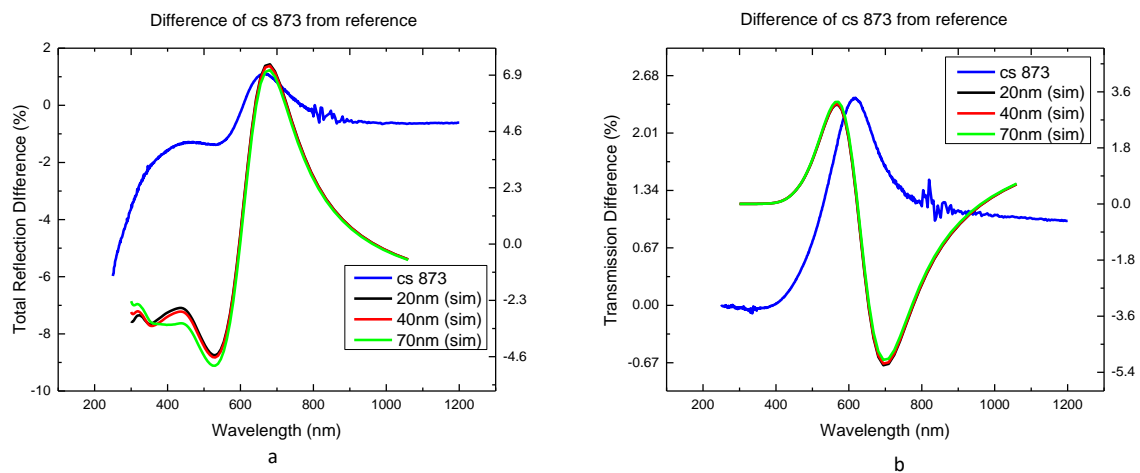 Difference of cs 873 from reference
Total Reflection Difference (%)
2
0
-2
-4
-6
-8
-10
6.9
4.6
2.3
0.0
-2.3
-4.6
cs 873
20nm (sim)
40nm (sim)
70nm (sim)
200 400 600 800 1000 1200
Wavelength (nm)
a
Difference of cs 873 from reference
Transmission Difference (%)
2.68
2.01
1.34
0.67
0.00
-0.67
3.6
1.8
0.0
-1.8
-3.6
-5.4
cs 873
20nm (sim)
40nm (sim)
70nm (sim)
200 400 600 800 1000 1200
Wavelength (nm)
b